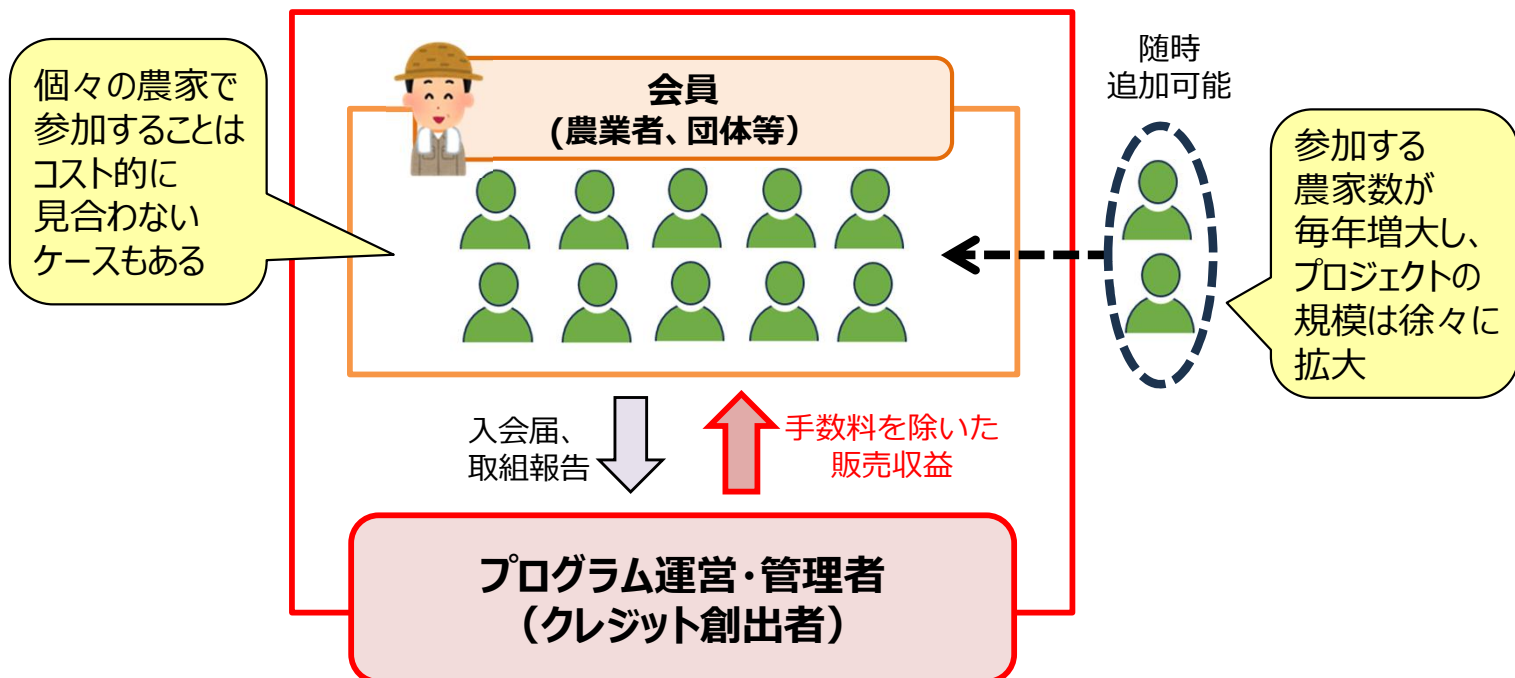 個々の農家で
参加することは
コスト的に
見合わない
ケースもある
会員
(農業者、団体等）
随時
追加可能
参加する
農家数が
毎年増大し、
プロジェクトの
規模は徐々に
拡大
入会届、
取組報告
手数料を除いた
販売収益
プログラム運営・管理者
（クレジット創出者）